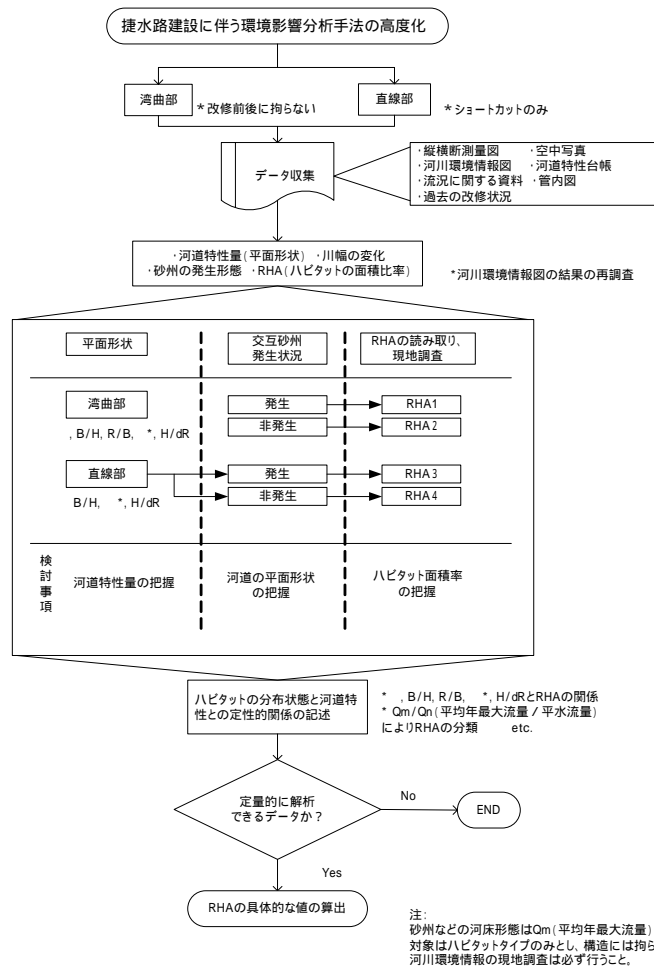 捷水路建設に伴う環境影響分析手法の高度化
湾曲部
*改修前後に拘らない
直線部
*ショートカットのみ
データ収集
・縦横断測量図 ・空中写真
・河川環境情報図 ・河道特性台帳
・流況に関する資料 ・管内図
・過去の改修状況
・河道特性量(平面形状) ・川幅の変化
・砂州の発生形態 ・RHA(ハビタットの面積比率)
*河川環境情報図の結果の再調査
平面形状
交互砂州
発生状況
RHAの読み取り、
現地調査
湾曲部
, B/H, R/B, *, H/dR
発生
RHA1
非発生
RHA2
直線部
B/H, *, H/dR
発生
RHA3
非発生
RHA4
検討事項
河道特性量の把握
河道の平面形状
の把握
ハビタット面積率
の把握
ハビタットの分布状態と河道特
性との定性的関係の記述
* , B/H, R/B, *, H/dRとRHAの関係
* Qm/Qn(平均年最大流量/平水流量)
によりRHAの分類 etc.
定量的に解析
できるデータか?
No
END
Yes
RHAの具体的な値の算出
注:
砂州などの河床形態はQm(平均年最大流量)
対象はハビタットタイプのみとし、構造には拘ら
河川環境情報の現地調査は必ず行うこと。